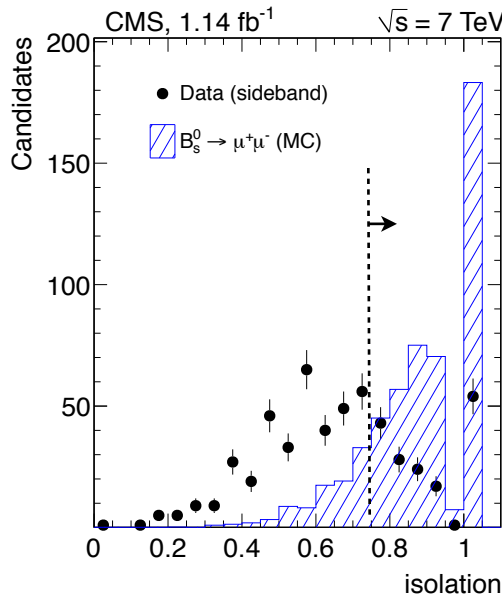 CMS, 1.14 fb⁻¹ √s = 7 TeV
Candidates
200
150
100
50
Data (sideband)
B⁰ₛ → μ⁺μ⁻ (MC)
0 0.2 0.4 0.6 0.8 1
isolation